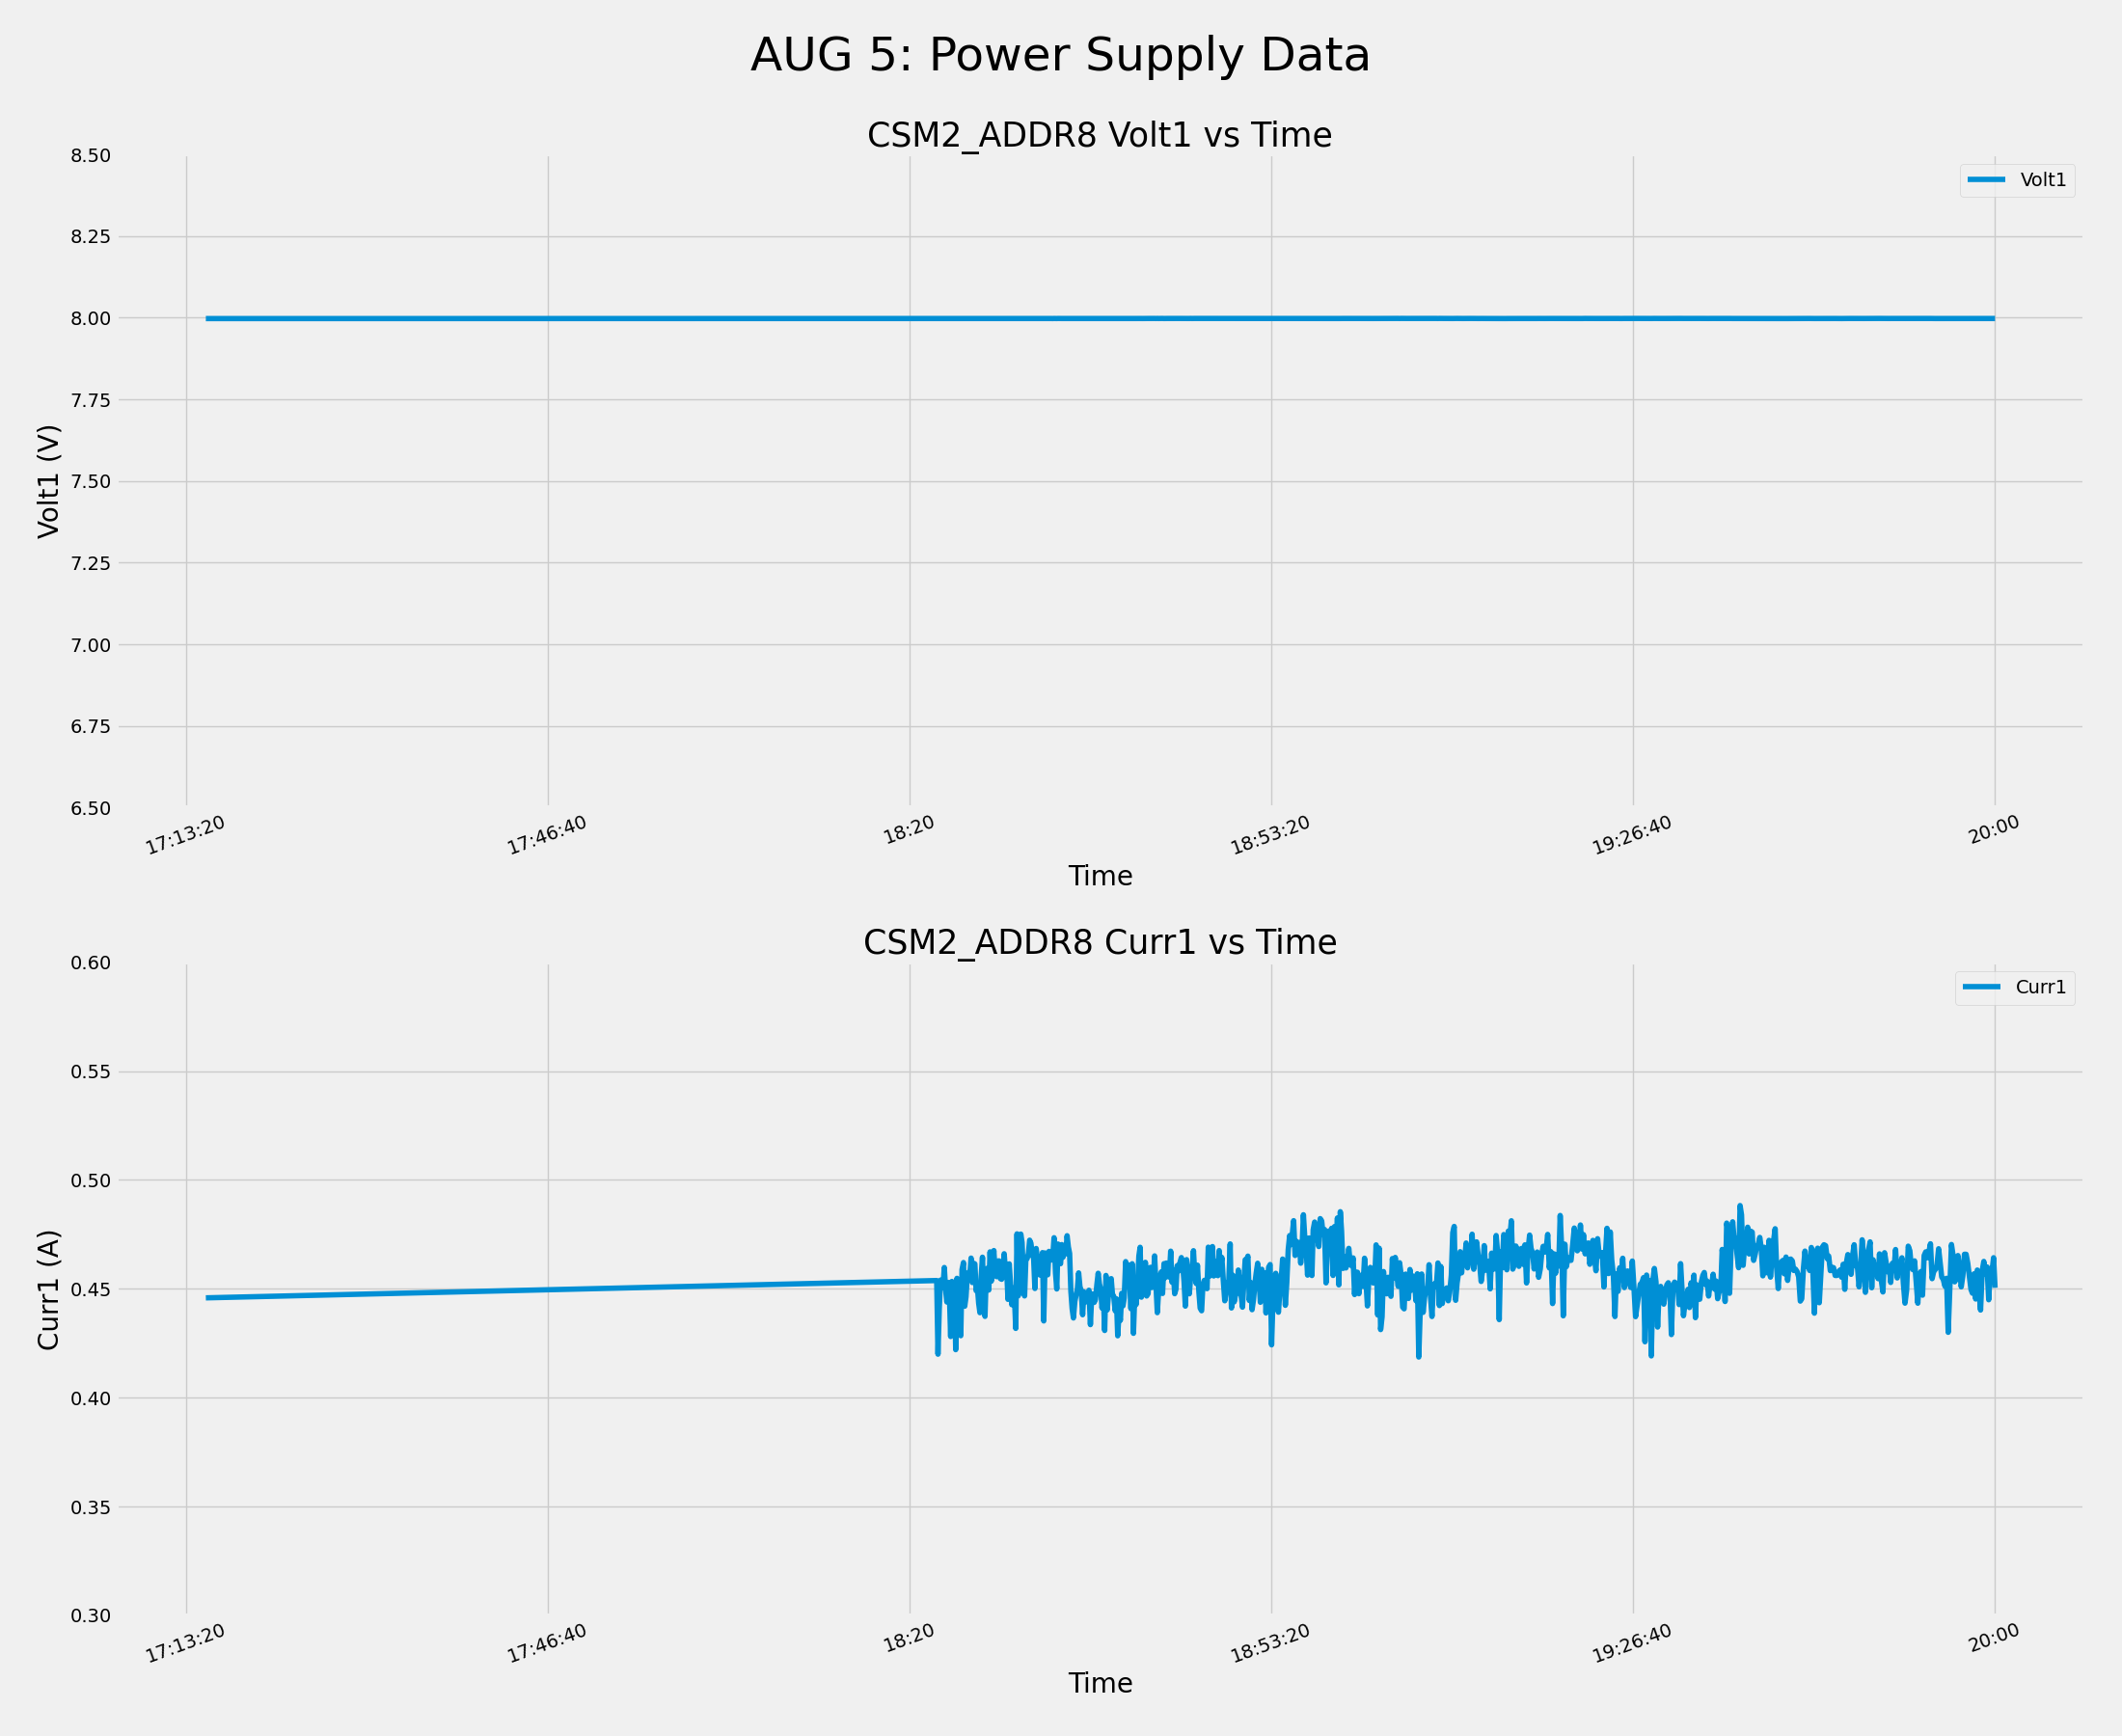 AUG 5: Power Supply Data
CSM2_ADDR8 Volt1 vs Time
Volt1
8.50
8.25
8.00
7.75
7.50
7.25
7.00
6.75
6.50
Volt1 (V)
17:13:20 17:46:40 18:20 18:53:20 19:26:40 20:00
Time
CSM2_ADDR8 Curr1 vs Time
Curr1
0.60
0.55
0.50
0.45
0.40
0.35
0.30
Curr1 (A)
17:13:20 17:46:40 18:20 18:53:20 19:26:40 20:00
Time